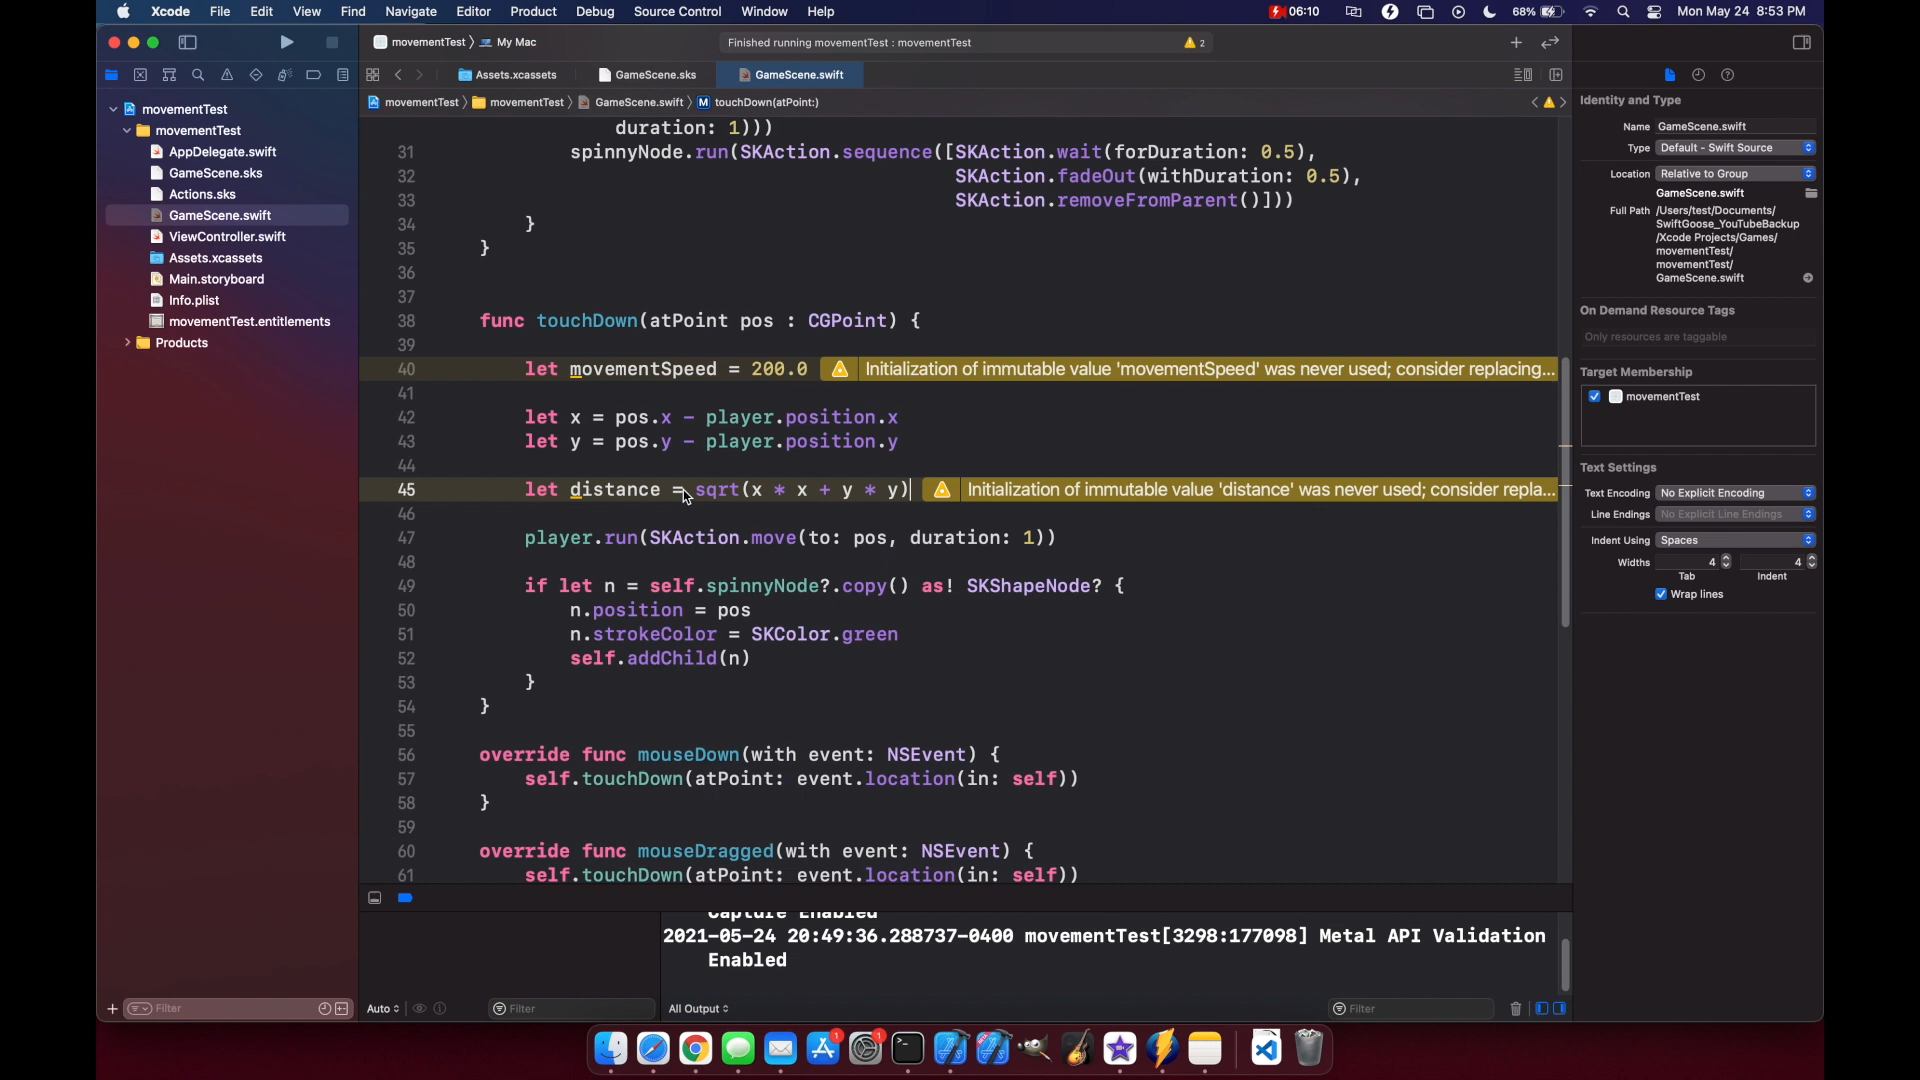 Xcode File Edit View Find Navigate Editor Product Debug Source Control Window Help 06:10 68% Mon May 24 8:53 PM
movementTest My Mac Finished running movementTest : movementTest 2
Assets.xcassets GameScene.sks GameScene.swift
movementTest movementTest GameScene.swift M touchDown(atPoint:)
movementTest
movementTest
AppDelegate.swift
GameScene.sks
Actions.sks
GameScene.swift
ViewController.swift
Assets.xcassets
Main.storyboard
Info.plist
movementTest.entitlements
Products
Filter
duration: 1)))
31 spinnyNode.run(SKAction.sequence([SKAction.wait(forDuration: 0.5),
32 SKAction.fadeOut(withDuration: 0.5),
33 SKAction.removeFromParent()]))
34 }
35 }
36
37
38 func touchDown(atPoint pos : CGPoint) {
39
40 let movementSpeed = 200.0 Initialization of immutable value 'movementSpeed' was never used; consider replacing...
41
42 let x = pos.x - player.position.x
43 let y = pos.y - player.position.y
44
45 let distance = sqrt(x * x + y * y) Initialization of immutable value 'distance' was never used; consider repla...
46
47 player.run(SKAction.move(to: pos, duration: 1))
48
49 if let n = self.spinnyNode?.copy() as! SKShapeNode? {
50 n.position = pos
51 n.strokeColor = SKColor.green
52 self.addChild(n)
53 }
54 }
55
56 override func mouseDown(with event: NSEvent) {
57 self.touchDown(atPoint: event.location(in: self))
58 }
59
60 override func mouseDragged(with event: NSEvent) {
61 self.touchDown(atPoint: event.location(in: self))
Capture Enabled
2021-05-24 20:49:36.288737-0400 movementTest[3298:177098] Metal API Validation
Enabled
Auto Filter All Output Filter
Identity and Type
Name GameScene.swift
Type Default - Swift Source
Location Relative to Group
GameScene.swift
Full Path /Users/test/Documents/
SwiftGoose_YouTubeBackup
/Xcode Projects/Games/
movementTest/
movementTest/
GameScene.swift
On Demand Resource Tags
Only resources are taggable
Target Membership
movementTest
Text Settings
Text Encoding No Explicit Encoding
Line Endings No Explicit Line Endings
Indent Using Spaces
Widths 4 4
Tab Indent
Wrap lines
1 1